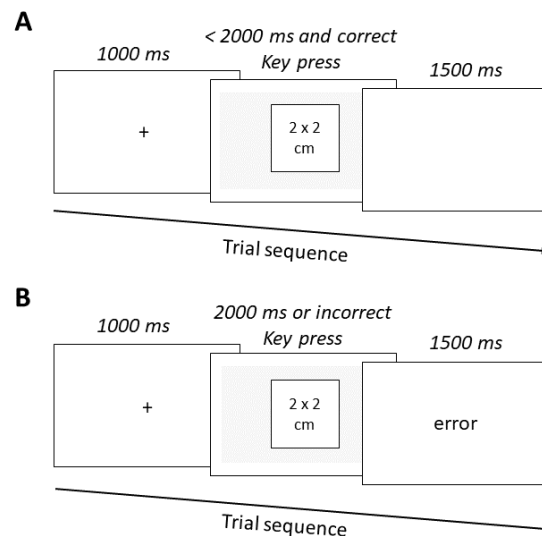 A
< 2000 ms and correct
1000 ms
Key press
1500 ms
+
2 x 2
cm
Trial sequence
B
2000 ms or incorrect
1000 ms
Key press
1500 ms
+
2 x 2
cm
error
Trial sequence